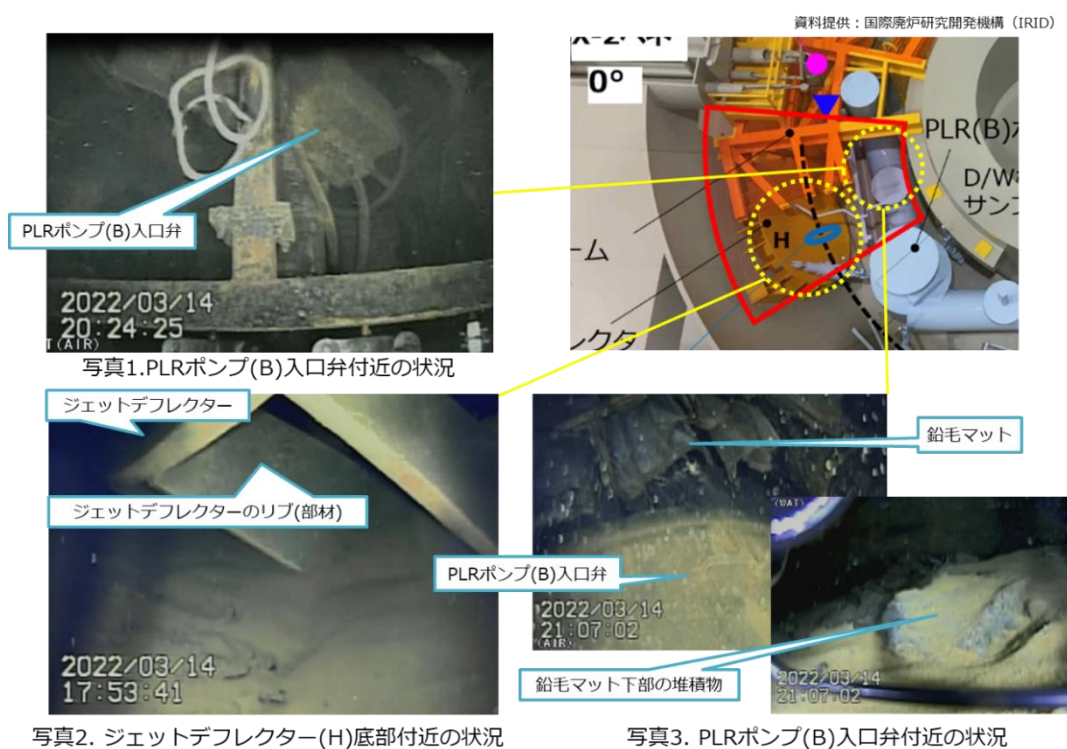 資料提供：国際廃炉研究開発機構（IRID）
0°
PLR(B)
D/W
サンプ
H
ーム
レクタ
PLRポンプ(B)入口弁
2022/03/14
20:24:25
(AIR)
写真1.PLRポンプ(B)入口弁付近の状況
ジェットデフレクター
ジェットデフレクターのリブ(部材)
2022/03/14
17:53:41
写真2. ジェットデフレクター(H)底部付近の状況
鉛毛マット
PLRポンプ(B)入口弁
2022/03/14
21:07:02
(AIR)
(WAT)
鉛毛マット下部の堆積物
2022/03/14
21:07:02
写真3. PLRポンプ(B)入口弁付近の状況